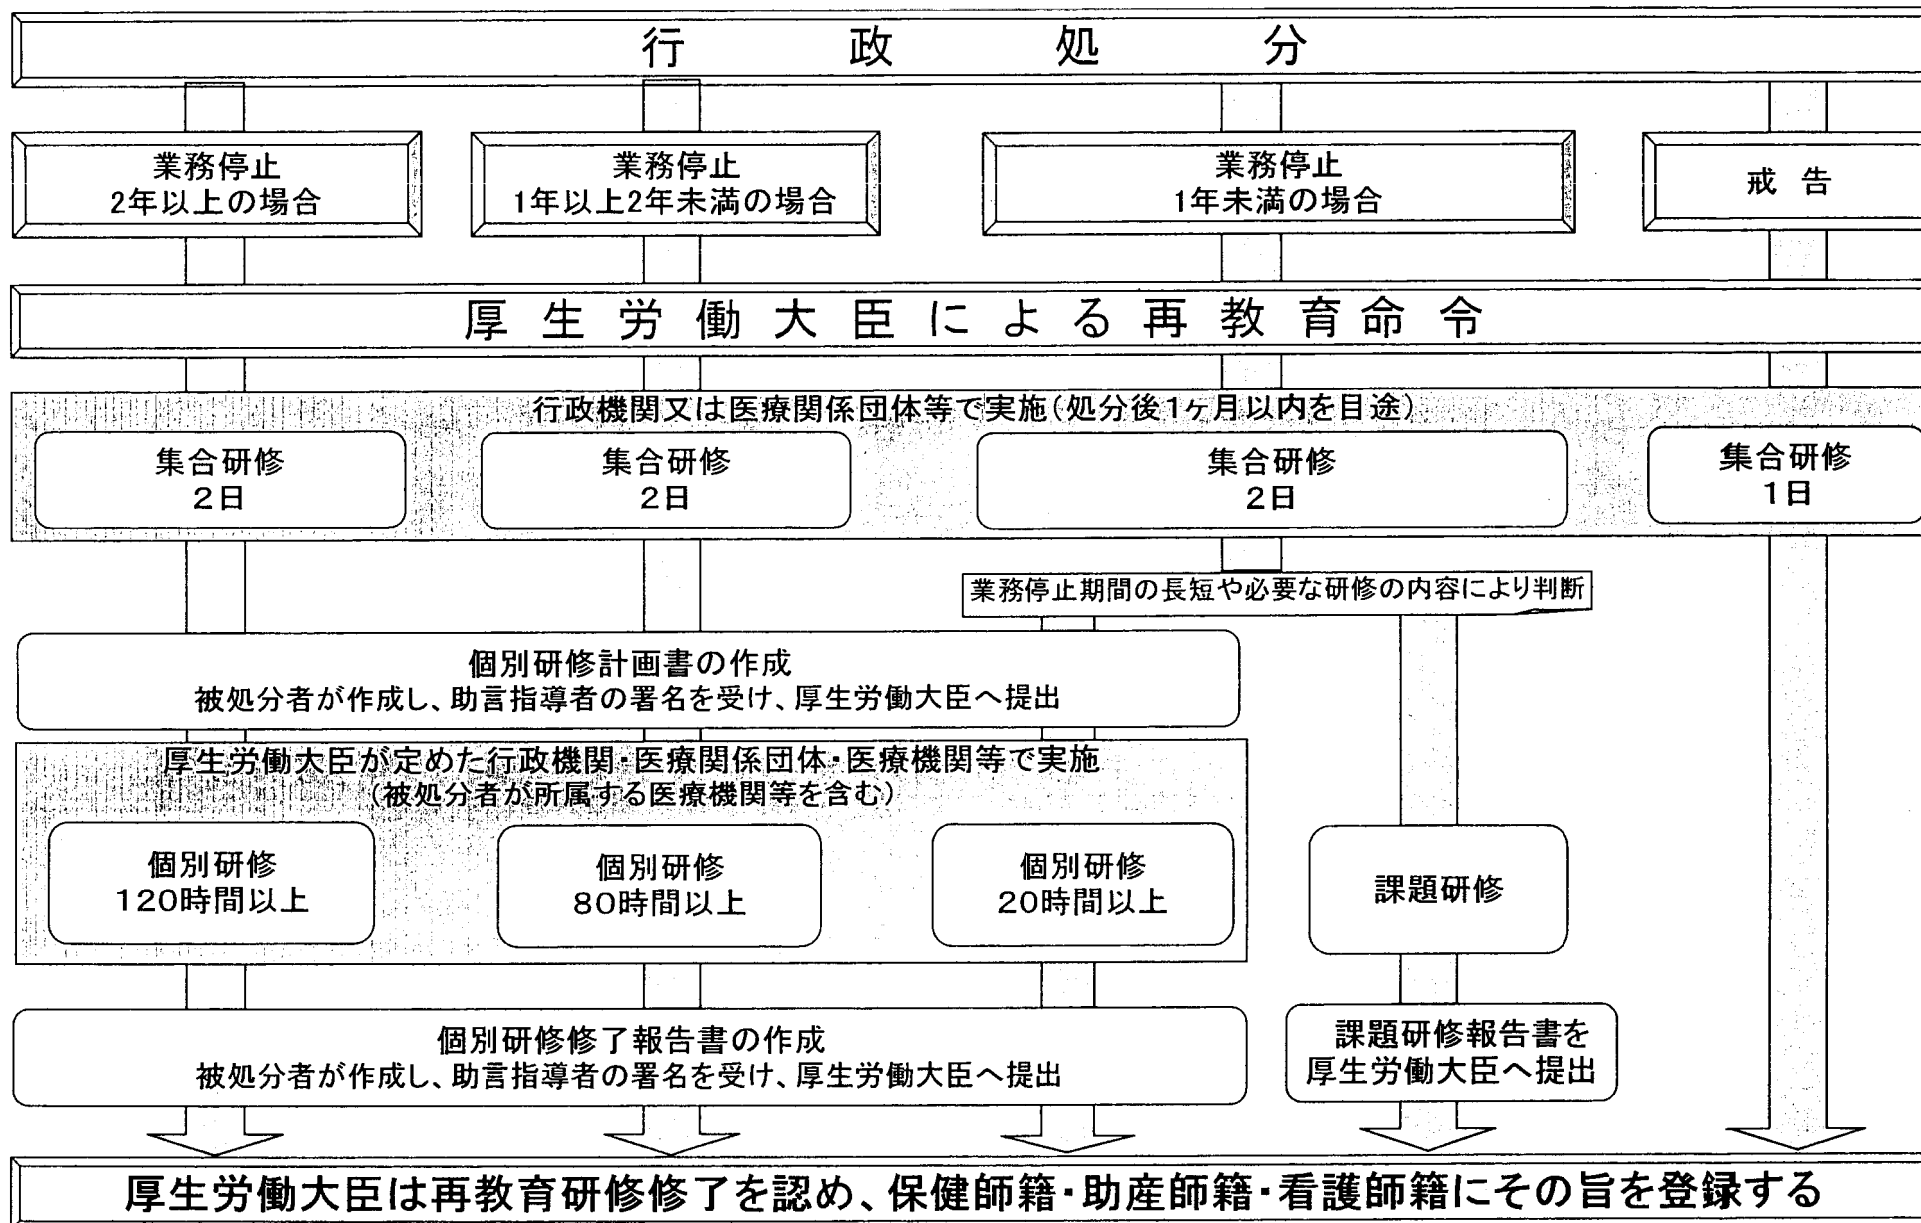 行政処分
業務停止
2年以上の場合
業務停止
1年以上2年未満の場合
業務停止
1年未満の場合
戒告
厚生労働大臣による再教育命令
行政機関又は医療関係団体等で実施(処分後1ヶ月以内を目途)
集合研修
2日
集合研修
2日
集合研修
2日
集合研修
1日
業務停止期間の長短や必要な研修の内容により判断
個別研修計画書の作成
被処分者が作成し、助言指導者の署名を受け、厚生労働大臣へ提出
厚生労働大臣が定めた行政機関・医療関係団体・医療機関等で実施
(被処分者が所属する医療機関等を含む)
個別研修
120時間以上
個別研修
80時間以上
個別研修
20時間以上
課題研修
個別研修修了報告書の作成
被処分者が作成し、助言指導者の署名を受け、厚生労働大臣へ提出
課題研修報告書を
厚生労働大臣へ提出
厚生労働大臣は再教育研修修了を認め、保健師籍・助産師籍・看護師籍にその旨を登録する